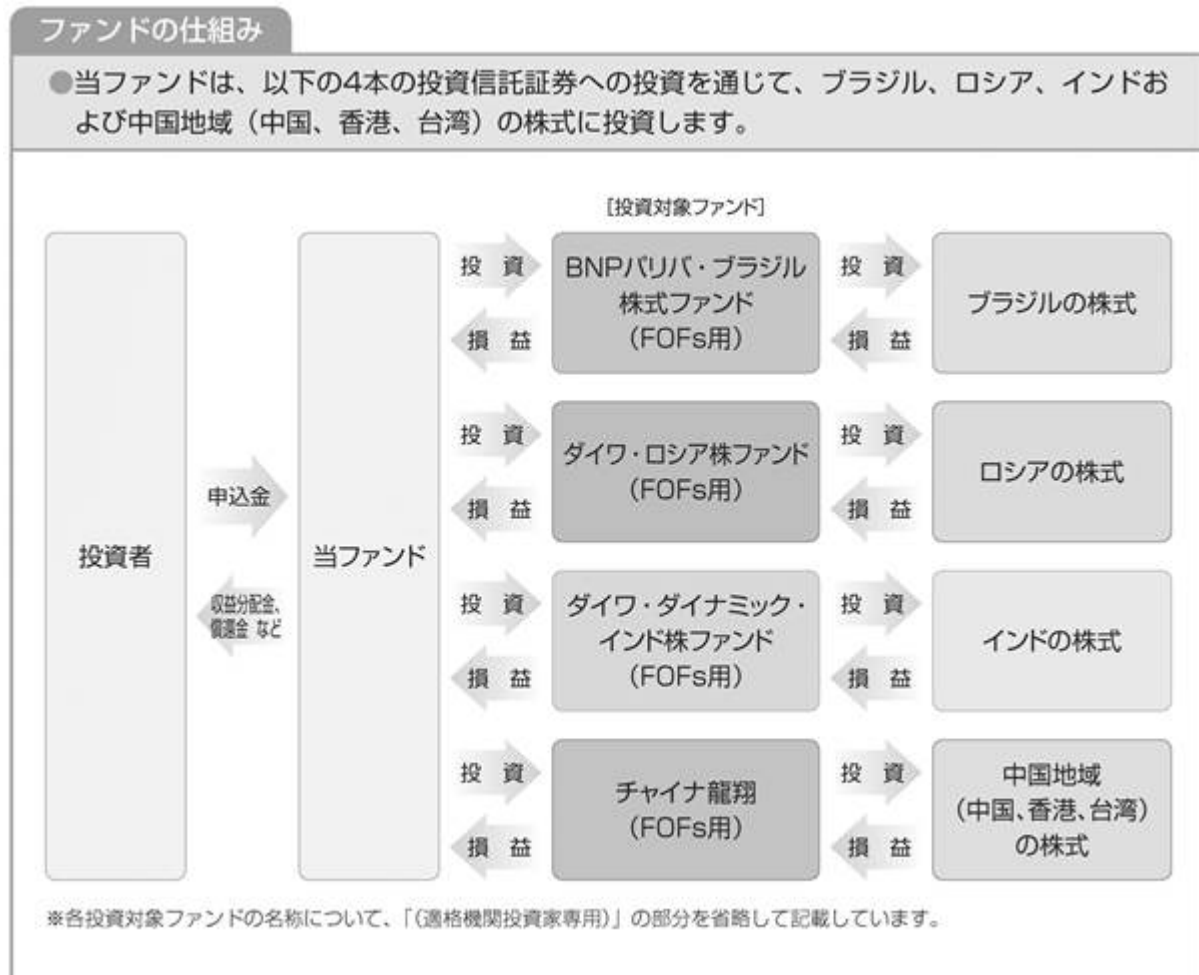 ファンドの仕組み
●当ファンドは、以下の4本の投資信託証券への投資を通じて、ブラジル、ロシア、インドお
よび中国地域（中国、香港、台湾）の株式に投資します。
[投資対象ファンド]
投資者
申込金
収益分配金、
償還金 など
当ファンド
投 資
損 益
BNPパリバ・ブラジル
株式ファンド
（FOFs用）
投 資
損 益
ブラジルの株式
投 資
損 益
ダイワ・ロシア株ファンド
（FOFs用）
投 資
損 益
ロシアの株式
投 資
損 益
ダイワ・ダイナミック・
インド株ファンド
（FOFs用）
投 資
損 益
インドの株式
投 資
損 益
チャイナ龍翔
（FOFs用）
投 資
損 益
中国地域
（中国、香港、台湾）
の株式
※各投資対象ファンドの名称について、「（適格機関投資家専用）」の部分を省略して記載しています。